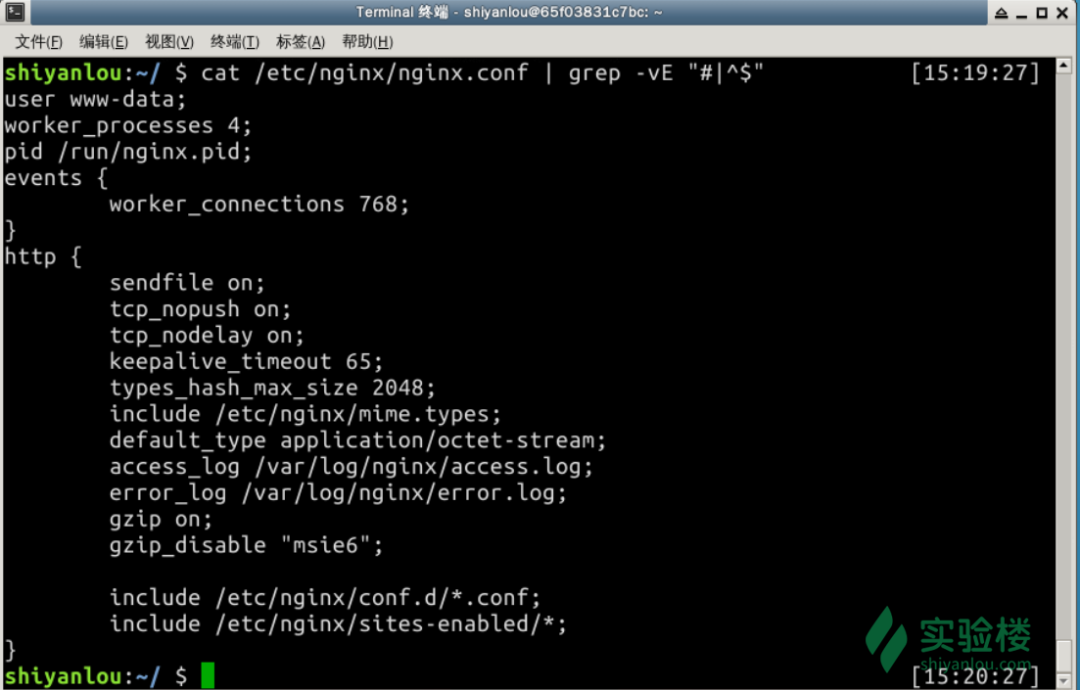 Terminal 终端 - shiyanlou@65f03831c7bc: ~
文件(F) 编辑(E) 视图(V) 终端(T) 标签(A) 帮助(H)
shiyanlou:~/ $ cat /etc/nginx/nginx.conf | grep -vE "#|^$" [15:19:27]
user www-data;
worker_processes 4;
pid /run/nginx.pid;
events {
        worker_connections 768;
}
http {
        sendfile on;
        tcp_nopush on;
        tcp_nodelay on;
        keepalive_timeout 65;
        types_hash_max_size 2048;
        include /etc/nginx/mime.types;
        default_type application/octet-stream;
        access_log /var/log/nginx/access.log;
        error_log /var/log/nginx/error.log;
        gzip on;
        gzip_disable "msie6";
        include /etc/nginx/conf.d/*.conf;
        include /etc/nginx/sites-enabled/*;
}
shiyanlou:~/ $ [15:20:27]
实验楼
shiyanlou.com